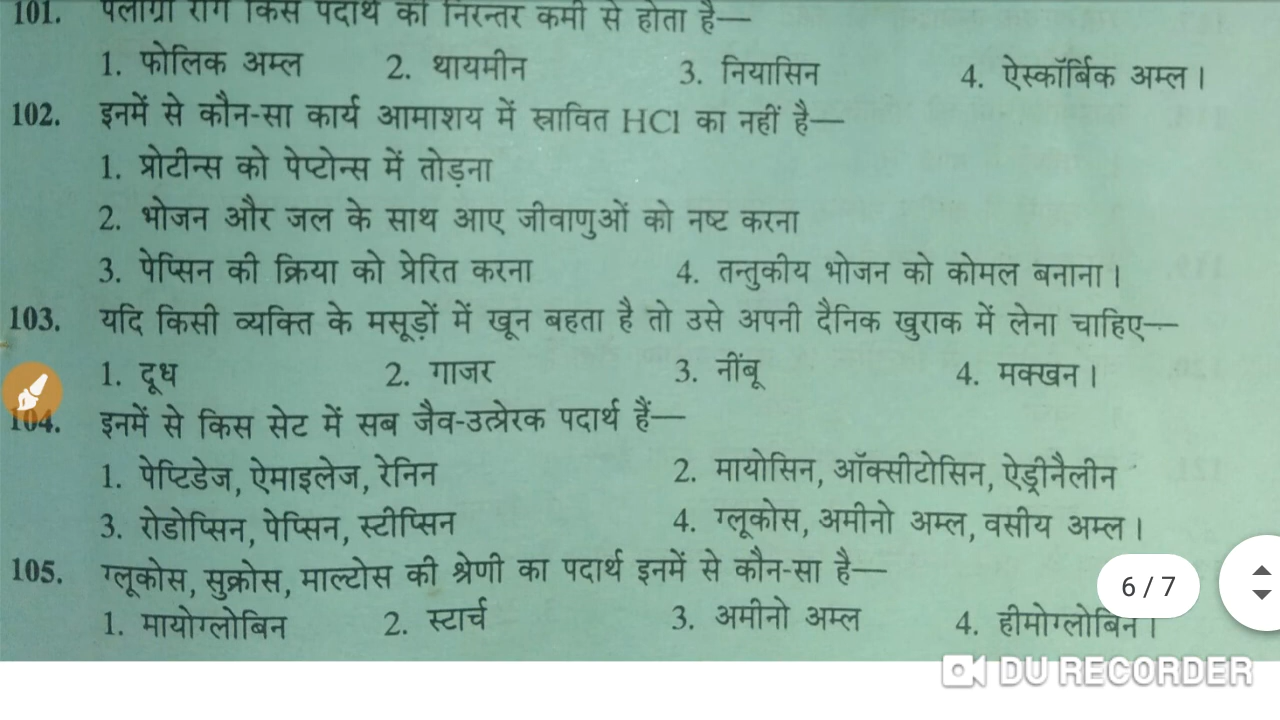 101. पेलाग्रा रोग किस पदार्थ की निरन्तर कमी से होता है—
1. फोलिक अम्ल 2. थायमीन 3. नियासिन 4. ऐस्कॉर्बिक अम्ल।
102. इनमें से कौन-सा कार्य आमाशय में स्रावित HCl का नहीं है—
1. प्रोटीन्स को पेप्टोन्स में तोड़ना
2. भोजन और जल के साथ आए जीवाणुओं को नष्ट करना
3. पेप्सिन की क्रिया को प्रेरित करना 4. तन्तुकीय भोजन को कोमल बनाना।
103. यदि किसी व्यक्ति के मसूड़ों में खून बहता है तो उसे अपनी दैनिक खुराक में लेना चाहिए—
1. दूध 2. गाजर 3. नींबू 4. मक्खन।
104. इनमें से किस सेट में सब जैव-उत्प्रेरक पदार्थ हैं—
1. पेप्टिडेज, ऐमाइलेज, रेनिन 2. मायोसिन, ऑक्सीटोसिन, ऐड्रीनैलीन
3. रोडोप्सिन, पेप्सिन, स्टीप्सिन 4. ग्लूकोस, अमीनो अम्ल, वसीय अम्ल।
105. ग्लूकोस, सुक्रोस, माल्टोस की श्रेणी का पदार्थ इनमें से कौन-सा है—
6 / 7
1. मायोग्लोबिन 2. स्टार्च 3. अमीनो अम्ल 4. हीमोग्लोबिन।
DU RECORDER